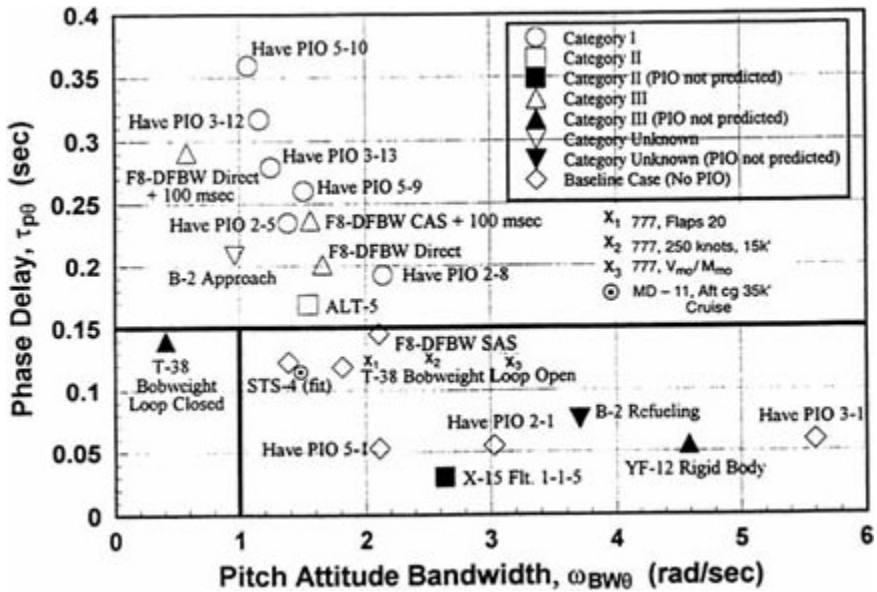 0.4
0.35
0.3
0.25
0.2
0.15
0.1
0.05
0
Phase Delay, τpθ (sec)
Have PIO 5-10
Have PIO 3-12
Have PIO 3-13
F8-DFBW Direct
+ 100 msec
Have PIO 5-9
Have PIO 2-5
F8-DFBW CAS + 100 msec
F8-DFBW Direct
B-2 Approach
Have PIO 2-8
ALT-5
Category I
Category II
Category II (PIO not predicted)
Category III
Category III (PIO not predicted)
Category Unknown
Category Unknown (PIO not predicted)
Baseline Case (No PIO)
X1 777, Flaps 20
X2 777, 250 knots, 15k'
X3 777, Vmo/Mmo
MD – 11, Aft cg 35k'
Cruise
F8-DFBW SAS
X1 X2 X3
T-38
Bobweight
Loop Closed
STS-4 (fit)
T-38 Bobweight Loop Open
Have PIO 2-1
B-2 Refueling
Have PIO 3-1
Have PIO 5-1
X-15 Flt. 1-1-5
YF-12 Rigid Body
0 1 2 3 4 5 6
Pitch Attitude Bandwidth, ωBWθ (rad/sec)